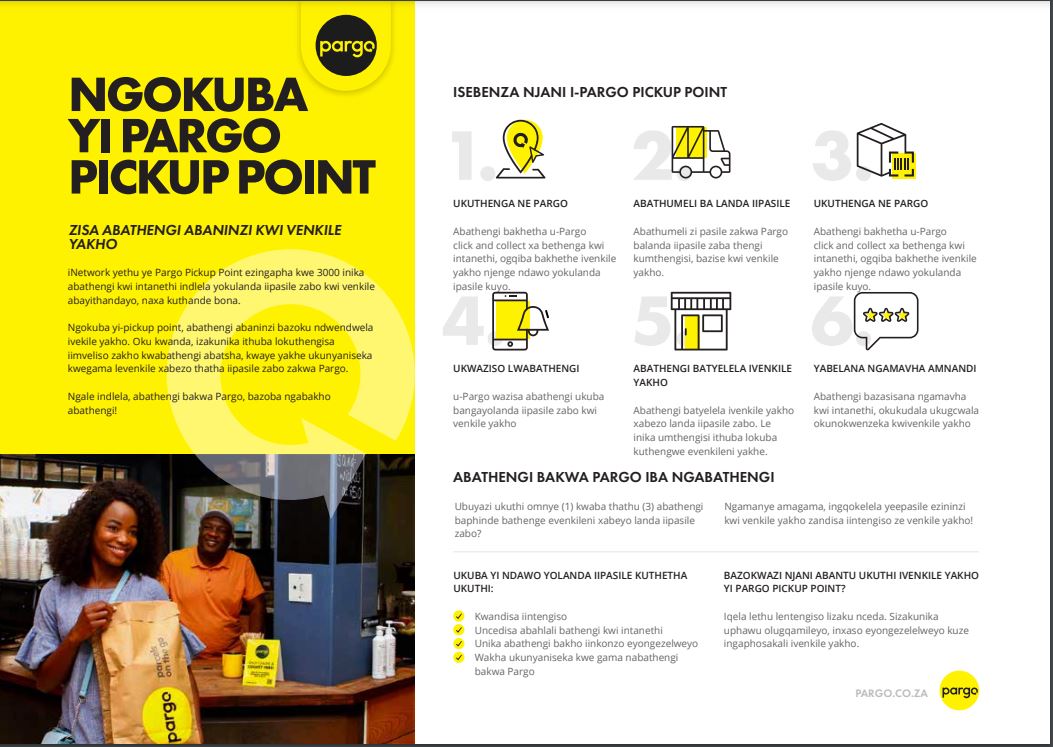 pargo
NGOKUBA
YI PARGO
PICKUP POINT
ZISA ABATHENGI ABANINZI KWI VENKILE
YAKHO
iNetwork yethu ye Pargo Pickup Point ezingapha kwe 3000 inika
abathengi kwi intanethi indlela yokulanda iipasile zabo kwi venkile
abayithandayo, naxa kuthande bona.
Ngokuba yi-pickup point, abathengi abaninzi bazoku ndwendwela
ivekile yakho. Oku kwanda, izakunika ithuba lokuthengisa
iimveliso zakho kwabathengi abatsha, kwaye yakhe ukunyaniseka
kwegama levenkile xabezo thatha iipasile zabo zakwa Pargo.
Ngale indlela, abathengi bakwa Pargo, bazoba ngabakho
abathengi!
parcels
on the go
pargo
ISEBENZA NJANI I-PARGO PICKUP POINT
1.
2.
3.
UKUTHENGA NE PARGO
ABATHUMELI BA LANDA IIPASILE
UKUTHENGA NE PARGO
Abathengi bakhetha u-Pargo
click and collect xa bethenga kwi
intanethi, ogqiba bakhethe ivenkile
yakho njenge ndawo yokulanda
ipasile kuyo.
Abathumeli zi pasile zakwa Pargo
balanda iipasile zaba thengi
kumthengisi, bazise kwi venkile
yakho.
Abathengi bakhetha u-Pargo
click and collect xa bethenga kwi
intanethi, ogqiba bakhethe ivenkile
yakho njenge ndawo yokulanda
ipasile kuyo.
4.
5.
6.
UKWAZISO LWABATHENGI
ABATHENGI BATYELELA IVENKILE
YAKHO
YABELANA NGAMAVHA AMNANDI
u-Pargo wazisa abathengi ukuba
bangayolanda iipasile zabo kwi
venkile yakho
Abathengi batyelela ivenkile yakho
xabezo landa iipasile zabo. Le
inika umthengisi ithuba lokuba
kuthengwe evenkileni yakhe.
Abathengi bazasisana ngamavha
kwi intanethi, okukudala ukugcwala
okunokwenzeka kwivenkile yakho
ABATHENGI BAKWA PARGO IBA NGABATHENGI
Ubuyazi ukuthi omnye (1) kwaba thathu (3) abathengi
baphinde bathenge evenkileni xabeyo landa iipasile
zabo?
Ngamanye amagama, ingqokelela yeepasile ezininzi
kwi venkile yakho zandisa iintengiso ze venkile yakho!
UKUBA YI NDAWO YOLANDA IIPASILE KUTHETHA
UKUTHI:
Kwandisa iintengiso
Uncedisa abahlali bathengi kwi intanethi
Unika abathengi bakho iinkonzo eyongezelweyo
Wakha ukunyaniseka kwe gama nabathengi
bakwa Pargo
BAZOKWAZI NJANI ABANTU UKUTHI IVENKILE YAKHO
YI PARGO PICKUP POINT?
Iqela lethu lentengiso lizaku nceda. Sizakunika
uphawu olugqamileyo, inxaso eyongezelelweyo kuze
ingaphosakali ivenkile yakho.
PARGO.CO.ZA
pargo